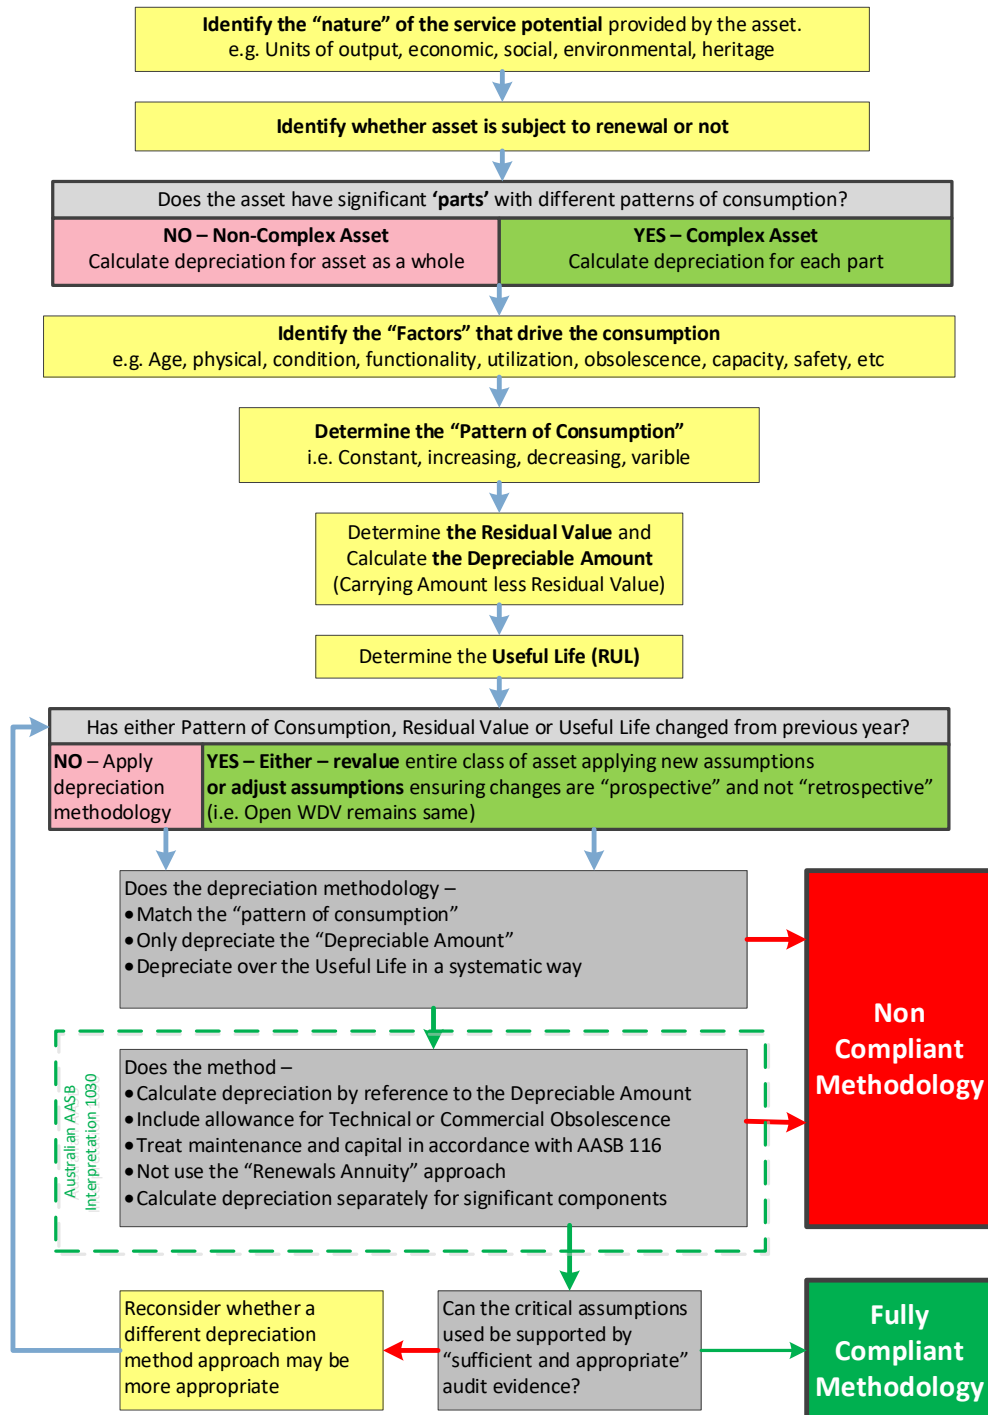 Identify the “nature” of the service potential provided by the asset.
e.g. Units of output, economic, social, environmental, heritage
Identify whether asset is subject to renewal or not
Does the asset have significant ‘parts’ with different patterns of consumption?
NO – Non-Complex Asset
Calculate depreciation for asset as a whole
YES – Complex Asset
Calculate depreciation for each part
Identify the “Factors” that drive the consumption
e.g. Age, physical, condition, functionality, utilization, obsolescence, capacity, safety, etc
Determine the “Pattern of Consumption”
i.e. Constant, increasing, decreasing, varible
Determine the Residual Value and
Calculate the Depreciable Amount
(Carrying Amount less Residual Value)
Determine the Useful Life (RUL)
Has either Pattern of Consumption, Residual Value or Useful Life changed from previous year?
NO – Apply
depreciation
methodology
YES – Either – revalue entire class of asset applying new assumptions
or adjust assumptions ensuring changes are “prospective” and not “retrospective”
(i.e. Open WDV remains same)
Does the depreciation methodology –
• Match the “pattern of consumption”
• Only depreciate the “Depreciable Amount”
• Depreciate over the Useful Life in a systematic way
Non
Compliant
Methodology
Australian AASB
Interpretation 1030
Does the method –
• Calculate depreciation by reference to the Depreciable Amount
• Include allowance for Technical or Commercial Obsolescence
• Treat maintenance and capital in accordance with AASB 116
• Not use the “Renewals Annuity” approach
• Calculate depreciation separately for significant components
Reconsider whether a
different depreciation
method approach may be
more appropriate
Can the critical assumptions
used be supported by
“sufficient and appropriate”
audit evidence?
Fully
Compliant
Methodology